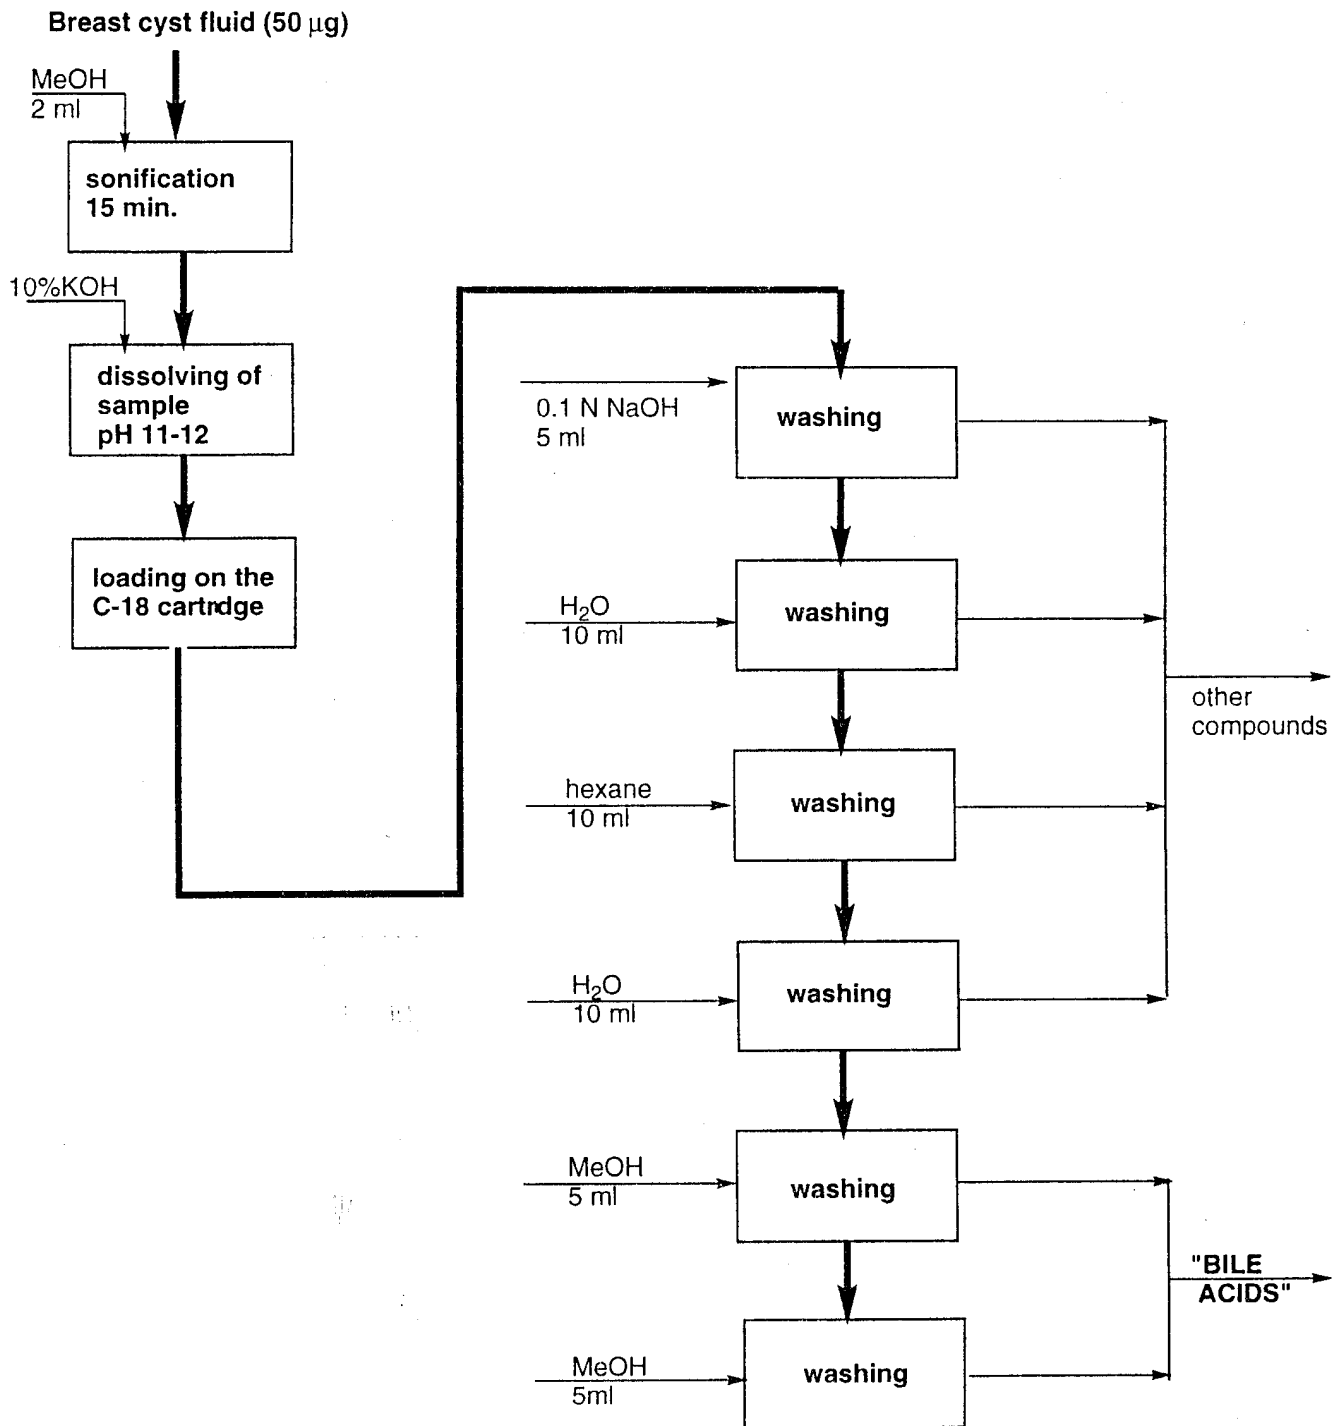 Breast cyst fluid (50 µg)
MeOH
2 ml
sonification
15 min.
10%KOH
dissolving of
sample
pH 11-12
loading on the
C-18 cartridge
0.1 N NaOH
5 ml
washing
H₂O
10 ml
washing
hexane
10 ml
washing
H₂O
10 ml
washing
other
compounds
MeOH
5 ml
washing
MeOH
5ml
washing
"BILE
ACIDS"